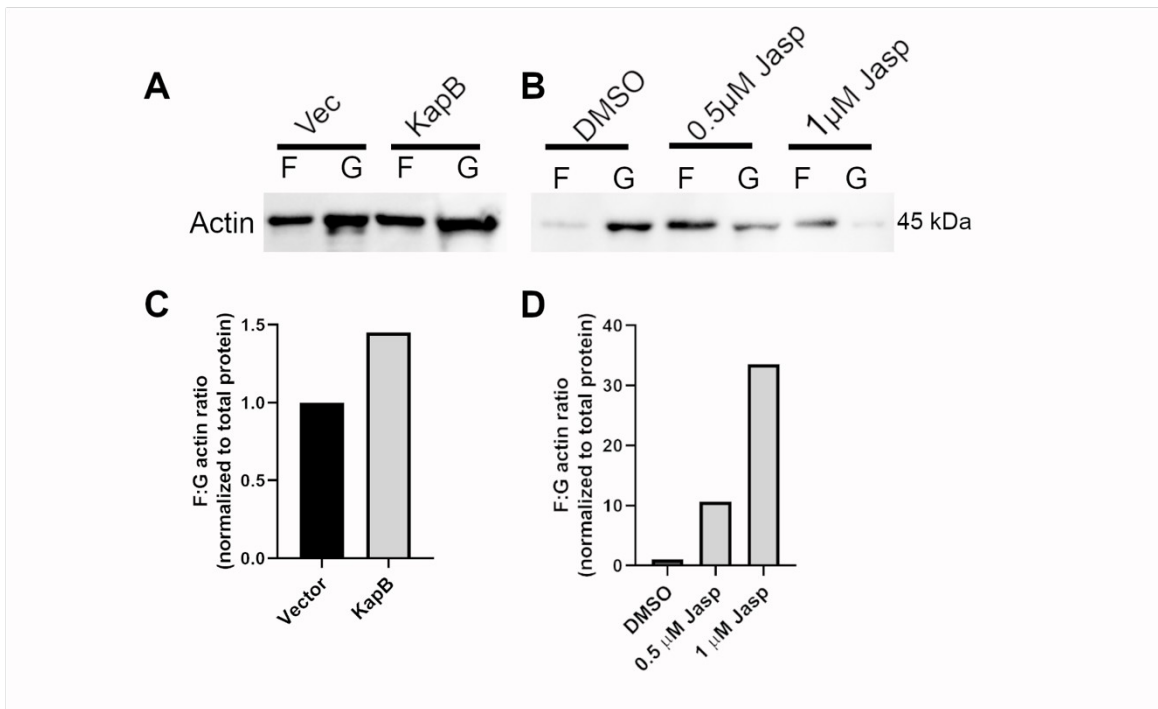 A
Vec
KapB
F G F G
Actin
B
DMSO
0.5μM Jasp
1μM Jasp
F G F G F G
45 kDa
C
F:G actin ratio
(normalized to total protein)
1.5
1.0
0.5
0.0
Vector
KapB
D
F:G actin ratio
(normalized to total protein)
40
30
20
10
0
DMSO
0.5 μM Jasp
1 μM Jasp